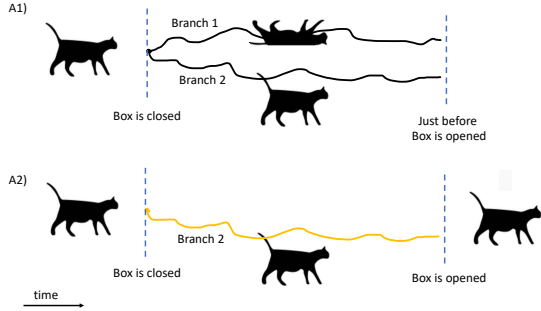 A1)
Branch 1
Branch 2
Box is closed
Just before
Box is opened
A2)
Branch 2
Box is closed
Box is opened
time